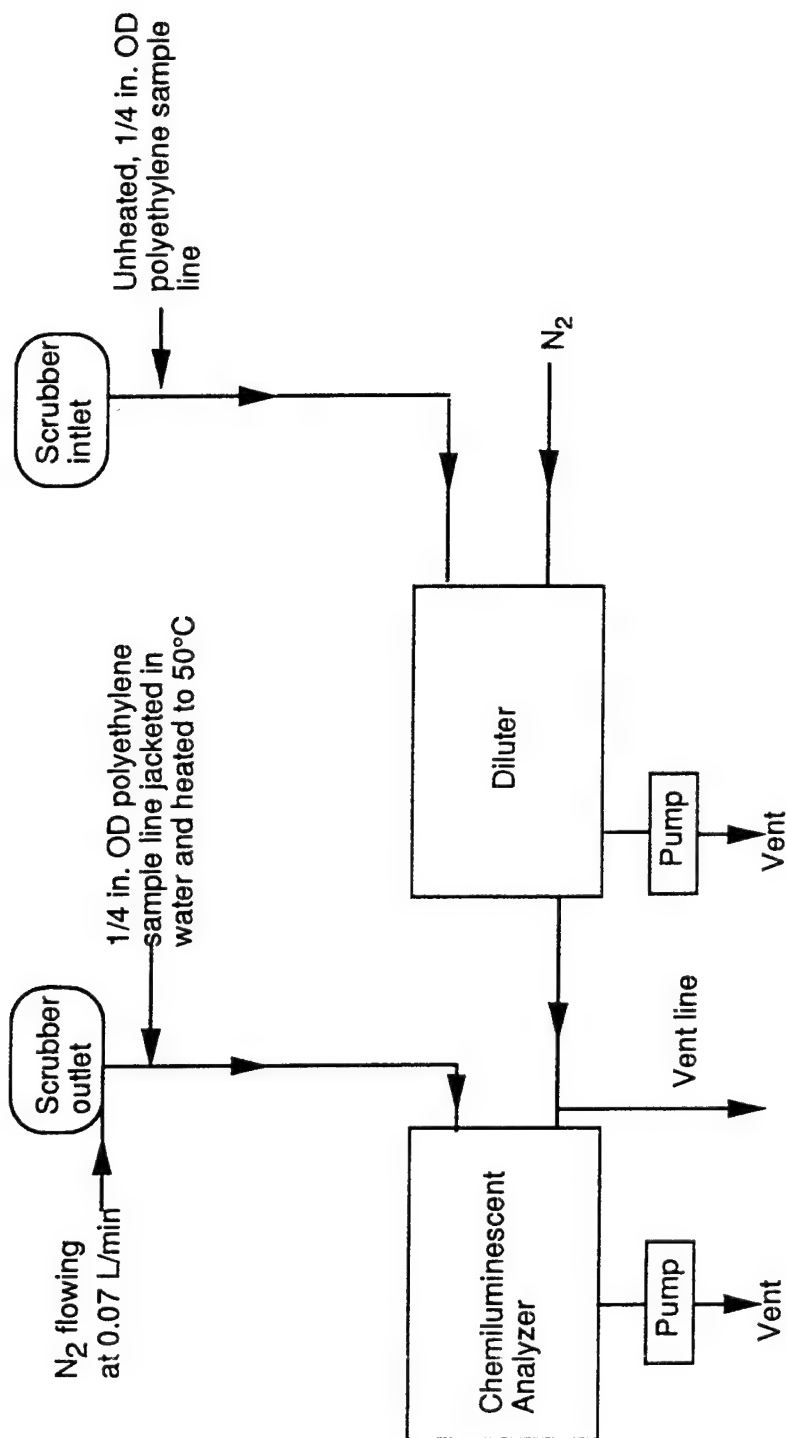 N2 flowing
at 0.07 L/min
Scrubber
outlet
1/4 in. OD polyethylene
sample line jacketed in
water and heated to 50°C
Scrubber
intlet
Unheated, 1/4 in. OD
polyethylene sample
line
Chemiluminescent
Analyzer
Diluter
N2
Vent line
Pump
Vent
Pump
Vent